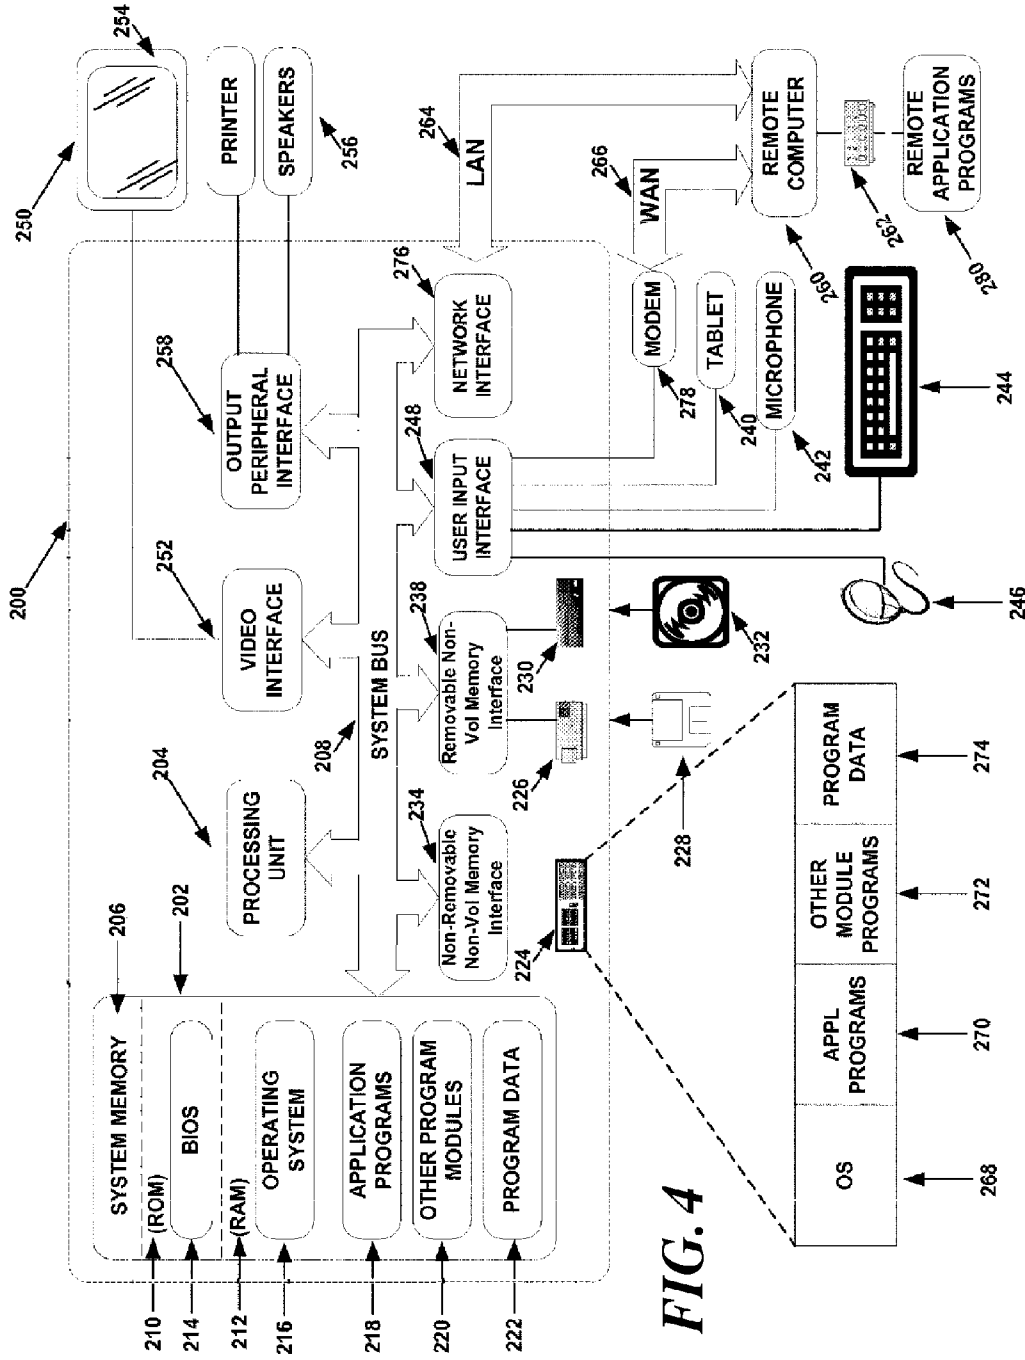 200
250
254
252
258
256
PRINTER
SPEAKERS
SYSTEM MEMORY
206
202
204
PROCESSING
UNIT
VIDEO
INTERFACE
OUTPUT
PERIPHERAL
INTERFACE
210
(ROM)
214
BIOS
212
(RAM)
216
OPERATING
SYSTEM
208
SYSTEM BUS
218
APPLICATION
PROGRAMS
220
OTHER PROGRAM
MODULES
222
PROGRAM DATA
234
Non-Removable
Non-Vol Memory
Interface
238
Removable Non-
Vol Memory
Interface
248
USER INPUT
INTERFACE
276
NETWORK
INTERFACE
264
LAN
224
226
230
228
232
266
WAN
MODEM
278
TABLET
240
MICROPHONE
242
REMOTE
COMPUTER
260
262
REMOTE
APPLICATION
PROGRAMS
280
244
246
OS
APPL
PROGRAMS
OTHER
MODULE
PROGRAMS
PROGRAM
DATA
268
270
272
274
FIG. 4